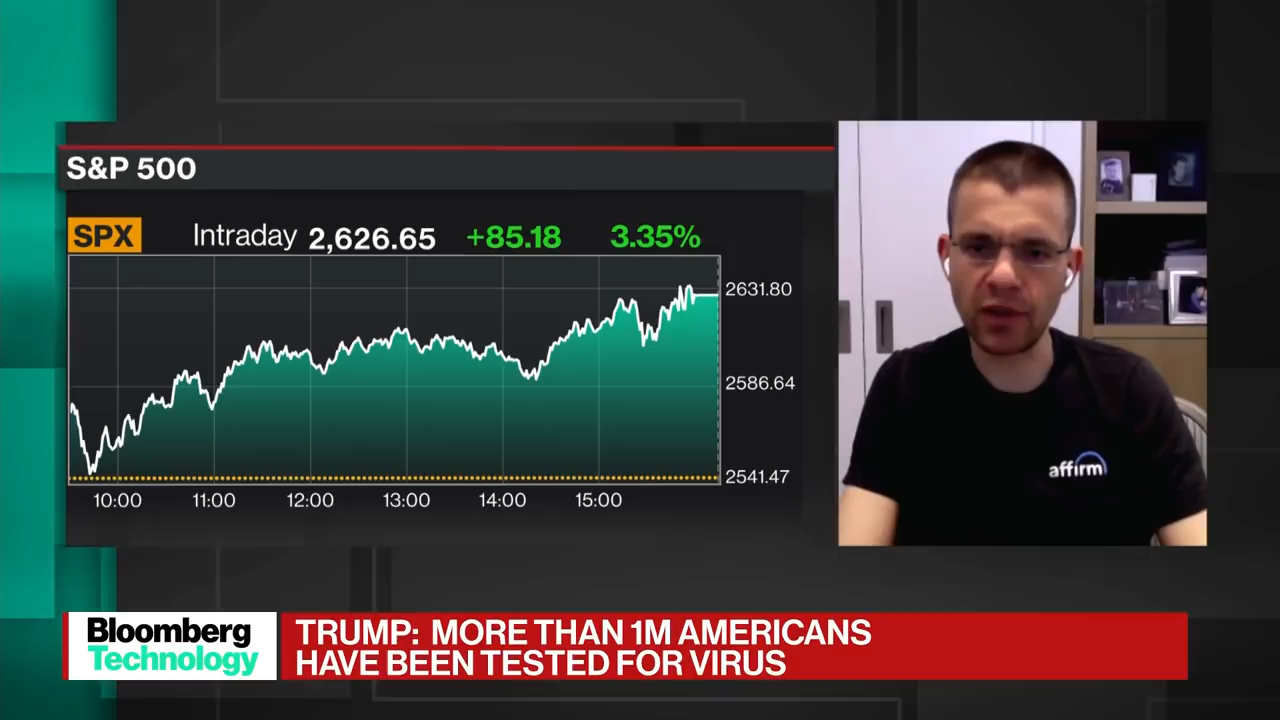 S&P 500
SPX Intraday 2,626.65 +85.18 3.35%
2631.80
2586.64
2541.47
10:00 11:00 12:00 13:00 14:00 15:00
affirm
Bloomberg
Technology
TRUMP: MORE THAN 1M AMERICANS
HAVE BEEN TESTED FOR VIRUS